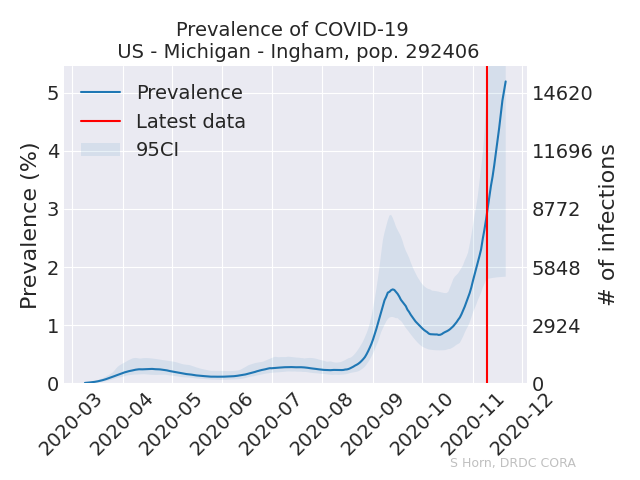 Prevalence of COVID-19
US - Michigan - Ingham, pop. 292406
Prevalence
Latest data
95CI
Prevalence (%)
5
4
3
2
1
0
14620
11696
8772
5848
2924
0
# of infections
2020-03
2020-04
2020-05
2020-06
2020-07
2020-08
2020-09
2020-10
2020-11
2020-12
S Horn, DRDC CORA